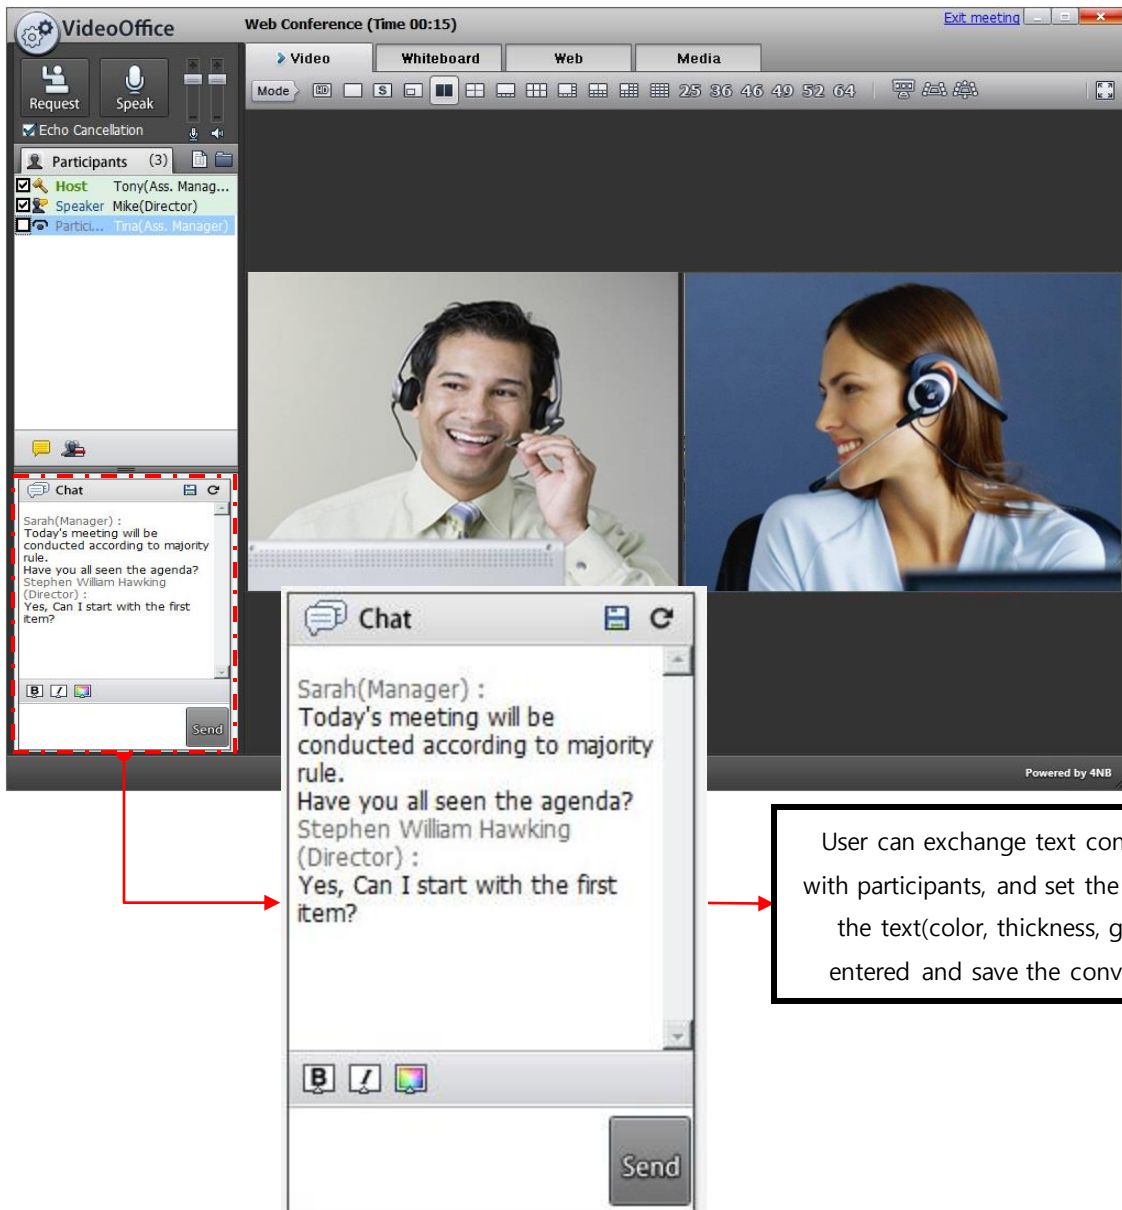 VideoOffice
Web Conference (Time 00:15)
Exit meeting
Video
Whiteboard
Web
Media
Request
Speak
Mode
HD
S
25 36 46 49 52 64
Echo Cancellation
Participants (3)
Host Tony(Ass. Manag...
Speaker Mike(Director)
Partici... Tina(Ass. Manager)
Chat
Sarah(Manager) :
Today's meeting will be
conducted according to majority
rule.
Have you all seen the agenda?
Stephen William Hawking
(Director) :
Yes, Can I start with the first
item?
B I
Send
Powered by 4NB
Chat
Sarah(Manager) :
Today's meeting will be
conducted according to majority
rule.
Have you all seen the agenda?
Stephen William Hawking
(Director) :
Yes, Can I start with the first
item?
B I
Send
User can exchange text con
with participants, and set the
the text(color, thickness, g
entered and save the conv